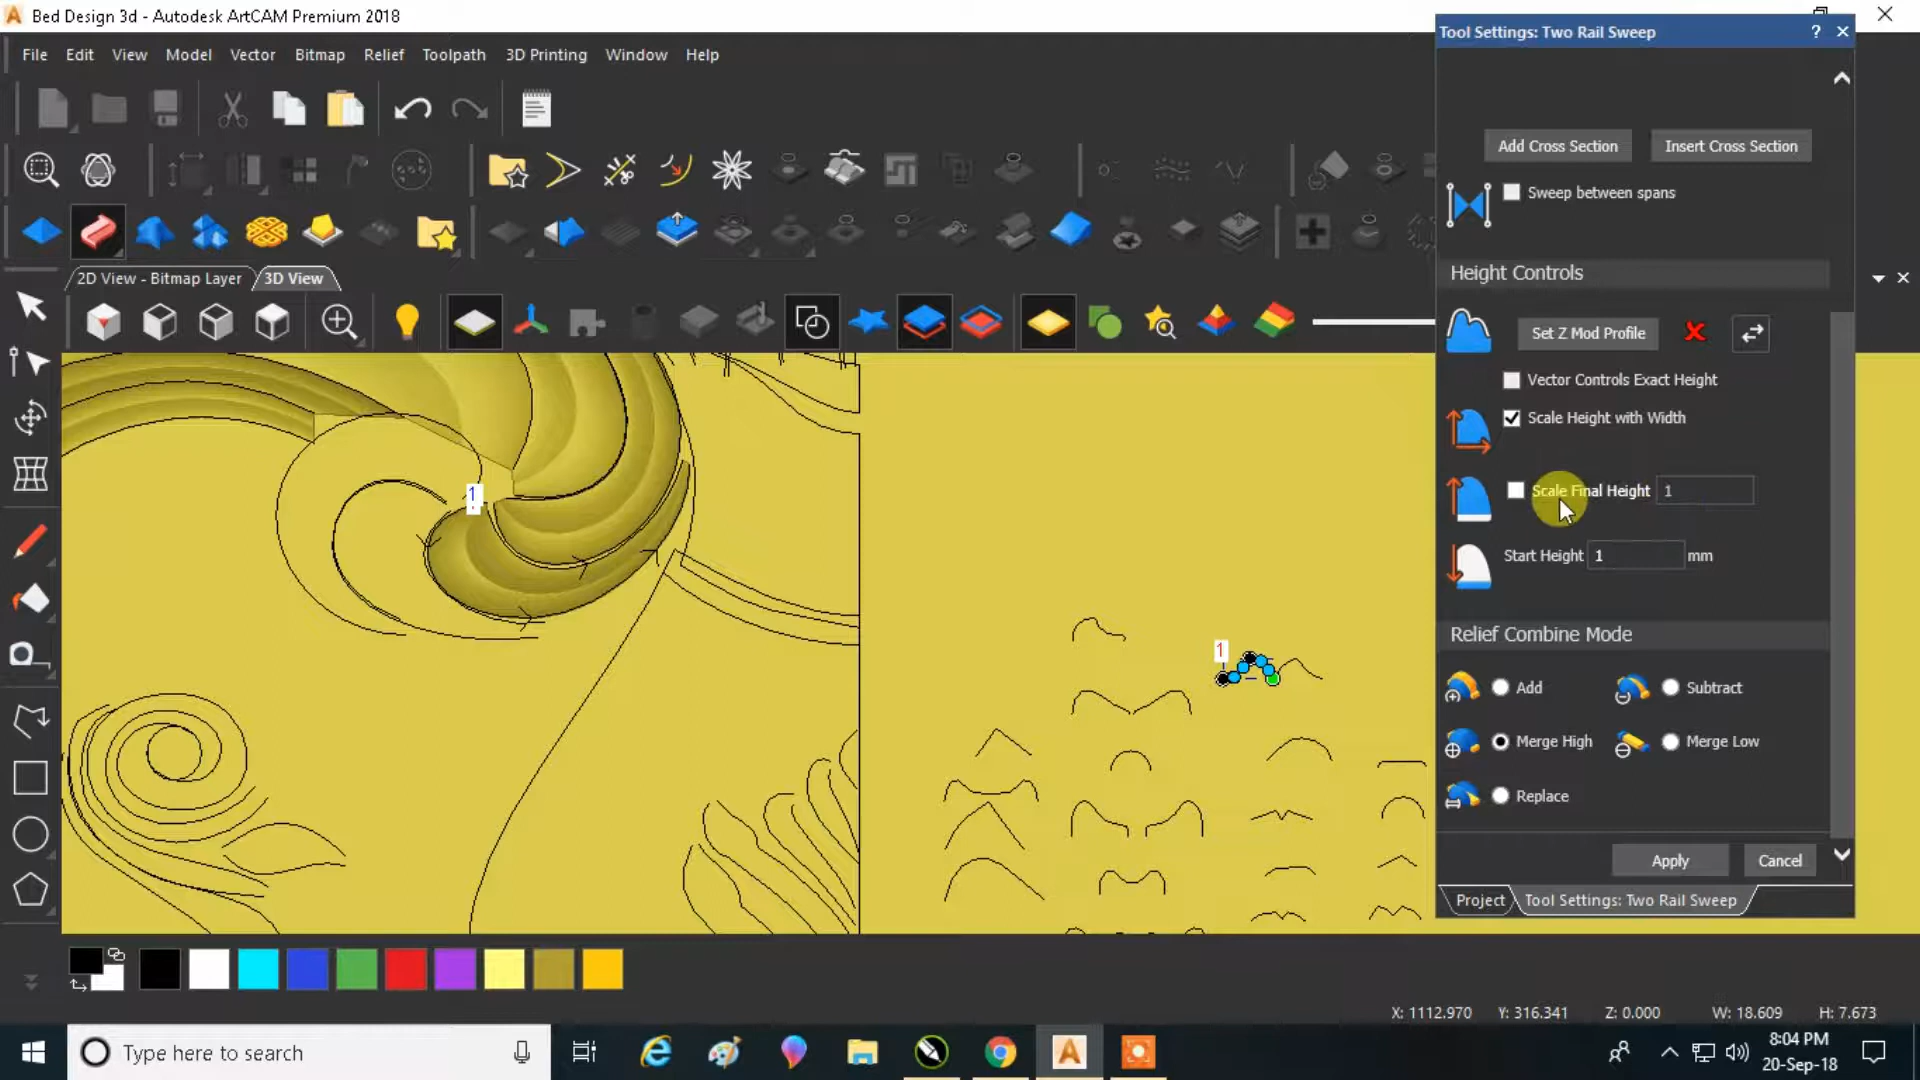 Bed Design 3d - Autodesk ArtCAM Premium 2018
File Edit View Model Vector Bitmap Relief Toolpath 3D Printing Window Help
2D View - Bitmap Layer 3D View
1
1
Tool Settings: Two Rail Sweep ?
Add Cross Section Insert Cross Section
Sweep between spans
Height Controls
Set Z Mod Profile
Vector Controls Exact Height
Scale Height with Width
Scale Final Height 1
Start Height 1 mm
Relief Combine Mode
Add Subtract
Merge High Merge Low
Replace
Apply Cancel
Project Tool Settings: Two Rail Sweep
X: 1112.970 Y: 316.341 Z: 0.000 W: 18.609 H: 7.673
Type here to search
8:04 PM
20-Sep-18